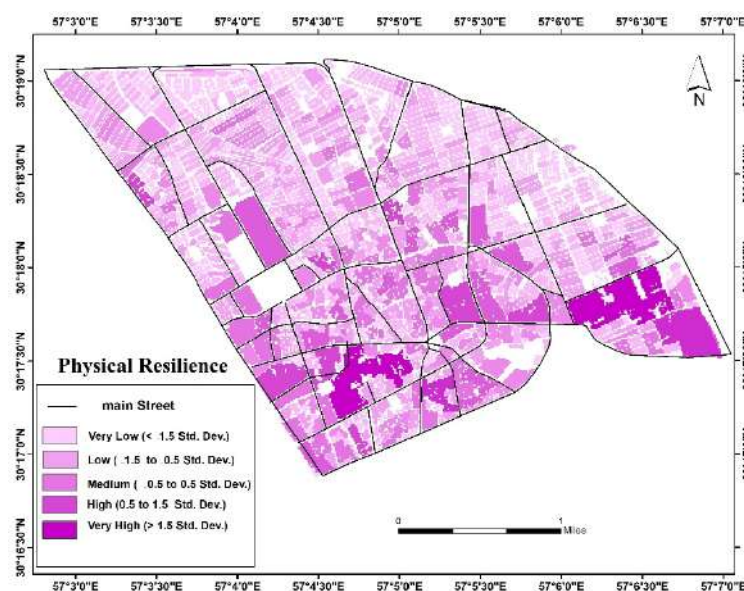 57°3'0"E 57°3'30"E 57°4'0"E 57°4'30"E 57°5'0"E 57°5'30"E 57°6'0"E 57°6'30"E 57°7'0"E
30°19'0"N
30°18'30"N
30°18'0"N
30°17'30"N
30°17'0"N
30°16'30"N
N
Physical Resilience
main Street
Very Low (< .1.5 Std. Dev.)
Low ( .1.5 to .0.5 Std. Dev.)
Medium ( .0.5 to 0.5 Std. Dev.)
High (0.5 to 1.5 Std. Dev.)
Very High (> 1.5 Std. Dev.)
0 1
Miles
57°3'0"E 57°3'30"E 57°4'0"E 57°4'30"E 57°5'0"E 57°5'30"E 57°6'0"E 57°6'30"E 57°7'0"E